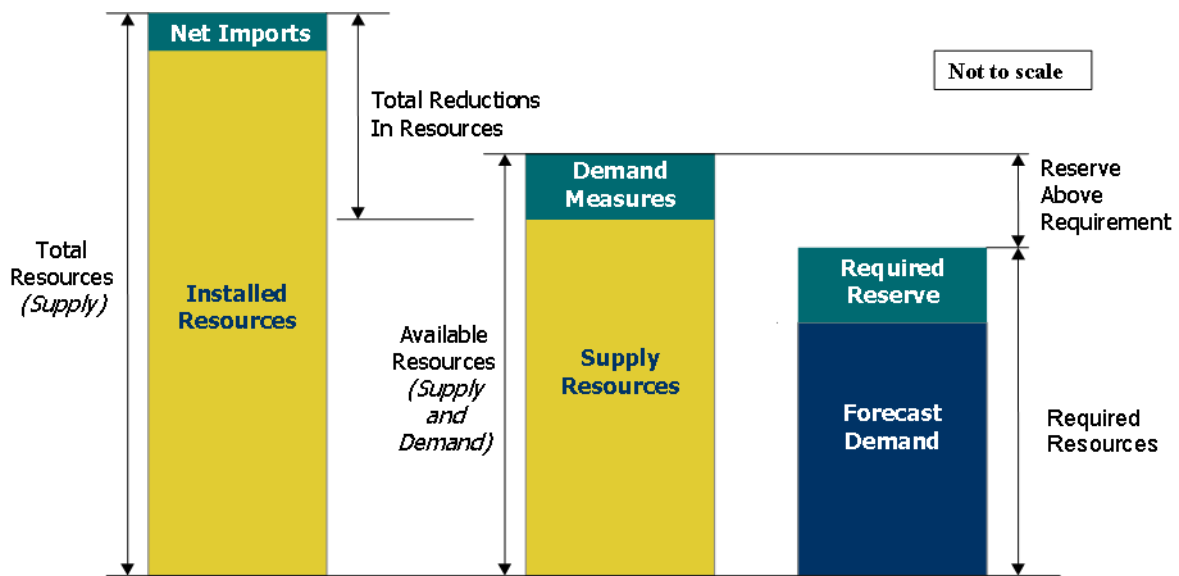 Net Imports
Not to scale
Total Reductions
In Resources
Demand
Measures
Reserve
Above
Requirement
Total
Resources
(Supply)
Installed
Resources
Required
Reserve
Available
Resources
(Supply
and
Demand)
Supply
Resources
Forecast
Demand
Required
Resources